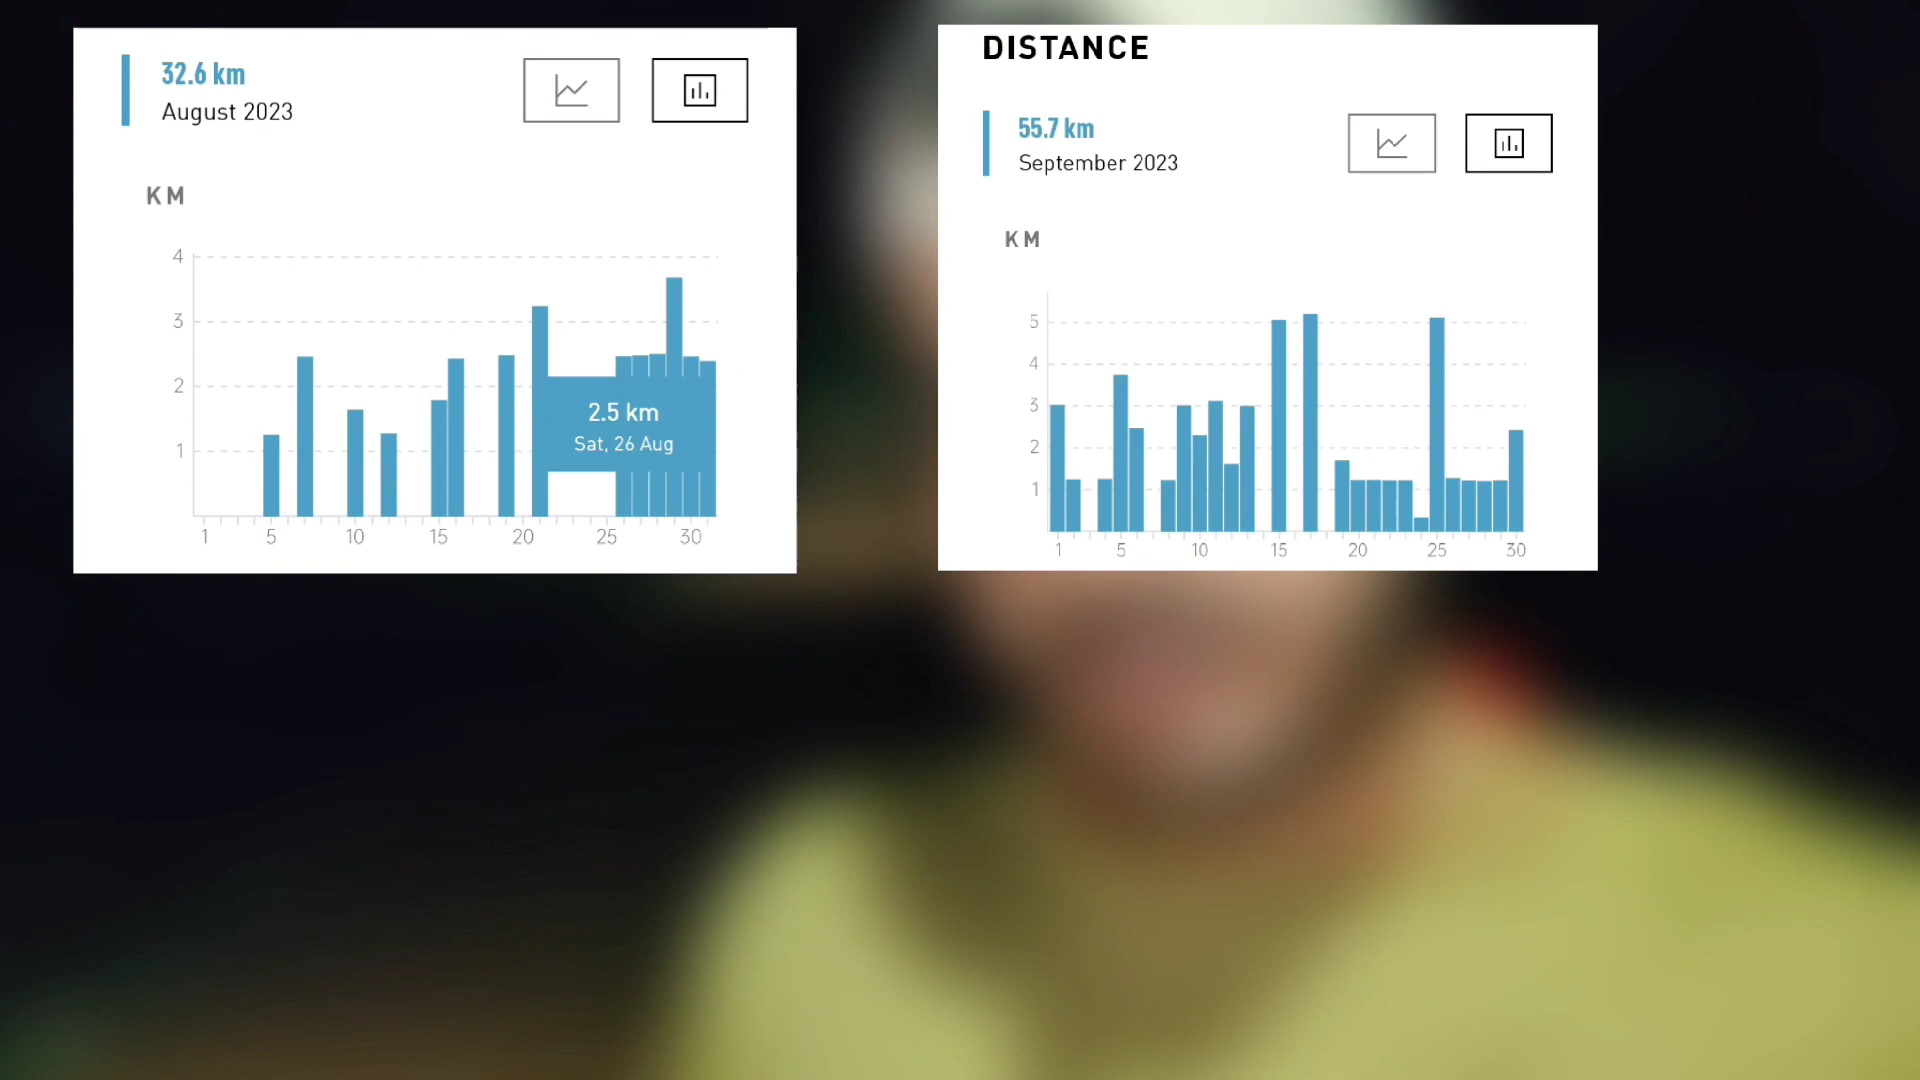 32.6 km
August 2023
KM
4
3
2
1
2.5 km
Sat, 26 Aug
1 5 10 15 20 25 30
DISTANCE
55.7 km
September 2023
KM
5
4
3
2
1
1 5 10 15 20 25 30